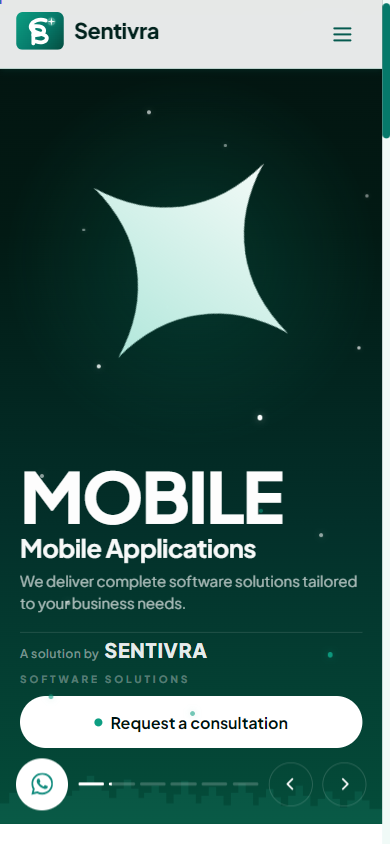 Sentivra
MOBILE
Mobile Applications
We deliver complete software solutions tailored
to your business needs.
A solution by SENTIVRA
SOFTWARE SOLUTIONS
Request a consultation